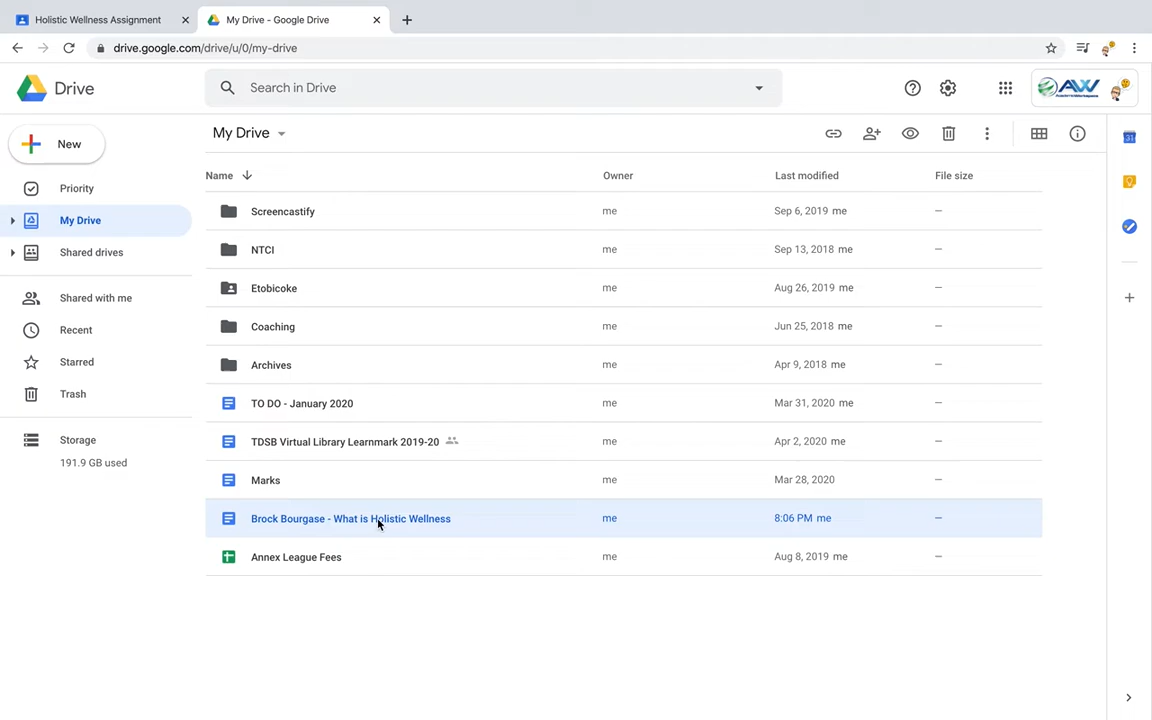 Holistic Wellness Assignment
My Drive - Google Drive
drive.google.com/drive/u/0/my-drive
Drive
Search in Drive
AW
New
My Drive
Priority
My Drive
Shared drives
Shared with me
Recent
Starred
Trash
Storage
191.9 GB used
Name Owner Last modified File size
Screencastify me Sep 6, 2019 me –
NTCI me Sep 13, 2018 me –
Etobicoke me Aug 26, 2019 me –
Coaching me Jun 25, 2018 me –
Archives me Apr 9, 2018 me –
TO DO - January 2020 me Mar 31, 2020 me –
TDSB Virtual Library Learnmark 2019-20 me Apr 2, 2020 me –
Marks me Mar 28, 2020 –
Brock Bourgase - What is Holistic Wellness me 8:06 PM me –
Annex League Fees me Aug 8, 2019 me –
31